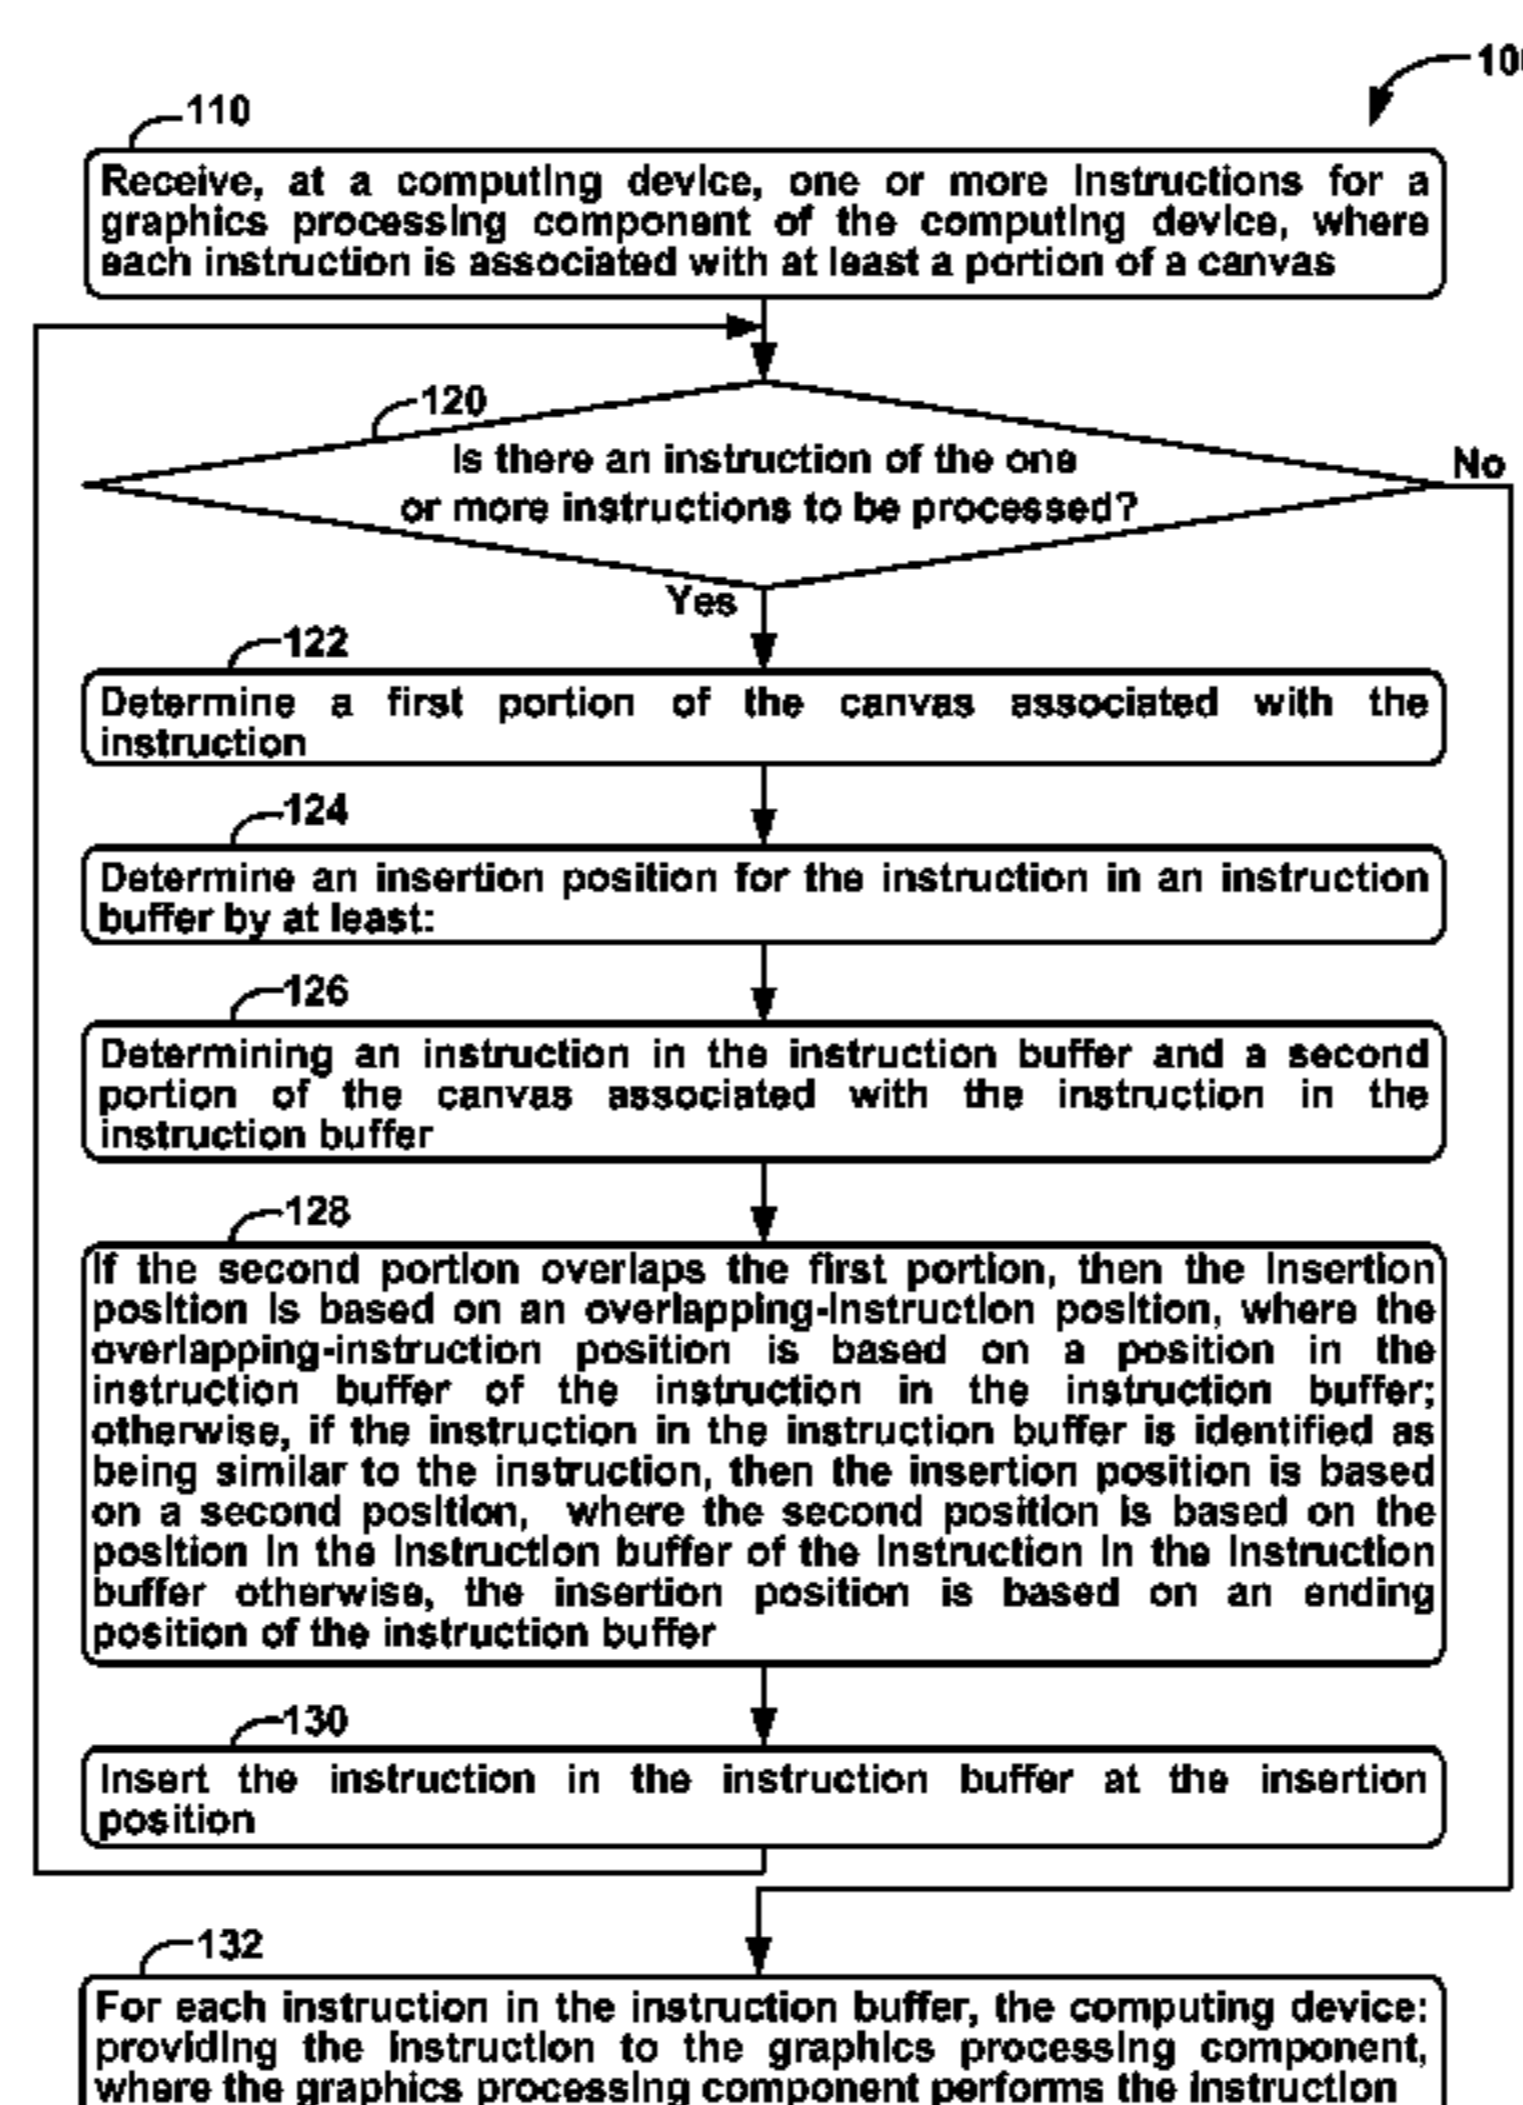 110
Receive, at a computing device, one or more instructions for a
graphics processing component of the computing device, where
each instruction is associated with at least a portion of a canvas
120
Is there an instruction of the one
or more instructions to be processed?
No
Yes
122
Determine a first portion of the canvas associated with the
instruction
124
Determine an insertion position for the instruction in an instruction
buffer by at least:
126
Determining an instruction in the instruction buffer and a second
portion of the canvas associated with the instruction in the
instruction buffer
128
If the second portion overlaps the first portion, then the insertion
position is based on an overlapping-instruction position, where the
overlapping-instruction position is based on a position in the
instruction buffer of the instruction in the instruction buffer;
otherwise, if the instruction in the instruction buffer is identified as
being similar to the instruction, then the insertion position is based
on a second position, where the second position is based on the
position in the instruction buffer of the instruction in the instruction
buffer otherwise, the insertion position is based on an ending
position of the instruction buffer
130
Insert the instruction in the instruction buffer at the insertion
position
132
For each instruction in the instruction buffer, the computing device:
providing the instruction to the graphics processing component,
where the graphics processing component performs the instruction